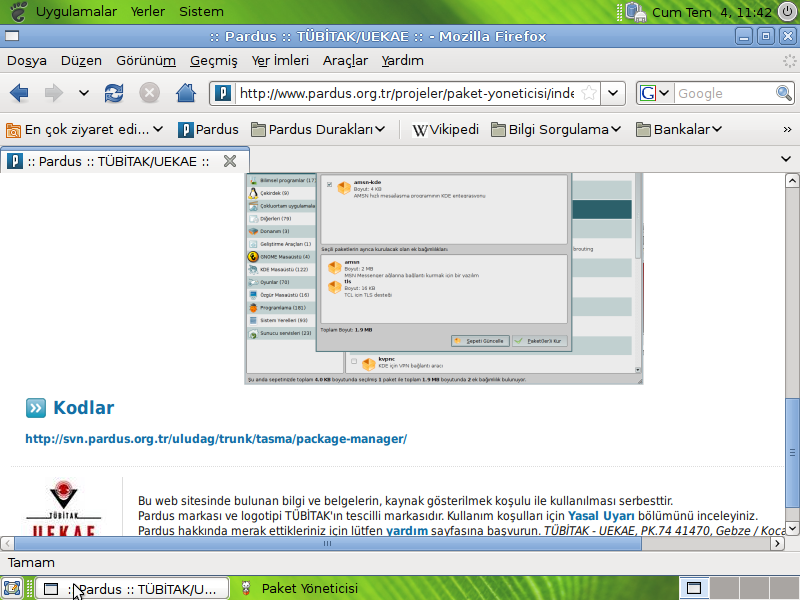 Uygulamalar Yerler Sistem Cum Tem 4, 11:42
:: Pardus :: TÜBİTAK/UEKAE :: - Mozilla Firefox
Dosya Düzen Görünüm Geçmiş Yer İmleri Araçlar Yardım
http://www.pardus.org.tr/projeler/paket-yoneticisi/inde Google
En çok ziyaret edi... Pardus Pardus Durakları Vikipedi Bilgi Sorgulama Bankalar »
:: Pardus :: TÜBİTAK/UEKAE ::
Bilimsel programlar (17)
Çekirdek (9)
Çokluortam uygulamala
Diğerleri (79)
Donanım (3)
Geliştirme Araçları (1)
GNOME Masaüstü (4)
KDE Masaüstü (122)
Oyunlar (70)
Özgür Masaüstü (16)
Programlama (181)
Sistem Yerelleri (93)
Sunucu servisleri (23)
amsn-kde
Boyut: 4 KB
AMSN hızlı mesajlaşma programının KDE entegrasyonu
Seçili paketlerin ayrıca kurulacak olan ek bağımlılıkları:
amsn
Boyut: 2 MB
MSN Messenger ağlarına bağlantı kurmak için bir yazılım
tls
Boyut: 16 KB
TCL için TLS desteği
Toplam Boyut: 1.9 MB
Sepeti Güncelle Paketler(i) Kur
brouting
kvpnc
KDE için VPN bağlantı aracı
Şu anda sepetinizde toplam 4.0 KB boyutunda seçilmiş 1 paket ile toplam 1.9 MB boyutunda 2 ek bağımlılık bulunuyor.
Kodlar
http://svn.pardus.org.tr/uludag/trunk/tasma/package-manager/
TÜBİTAK
UEKAE
Bu web sitesinde bulunan bilgi ve belgelerin, kaynak gösterilmek koşulu ile kullanılması serbesttir.
Pardus markası ve logotipi TÜBİTAK'ın tescilli markasıdır. Kullanım koşulları için Yasal Uyarı bölümünü inceleyiniz.
Pardus hakkında merak ettikleriniz için lütfen yardım sayfasına başvurun. TÜBİTAK - UEKAE, PK.74 41470, Gebze / Koca
Tamam
:: Pardus :: TÜBİTAK/U... Paket Yöneticisi